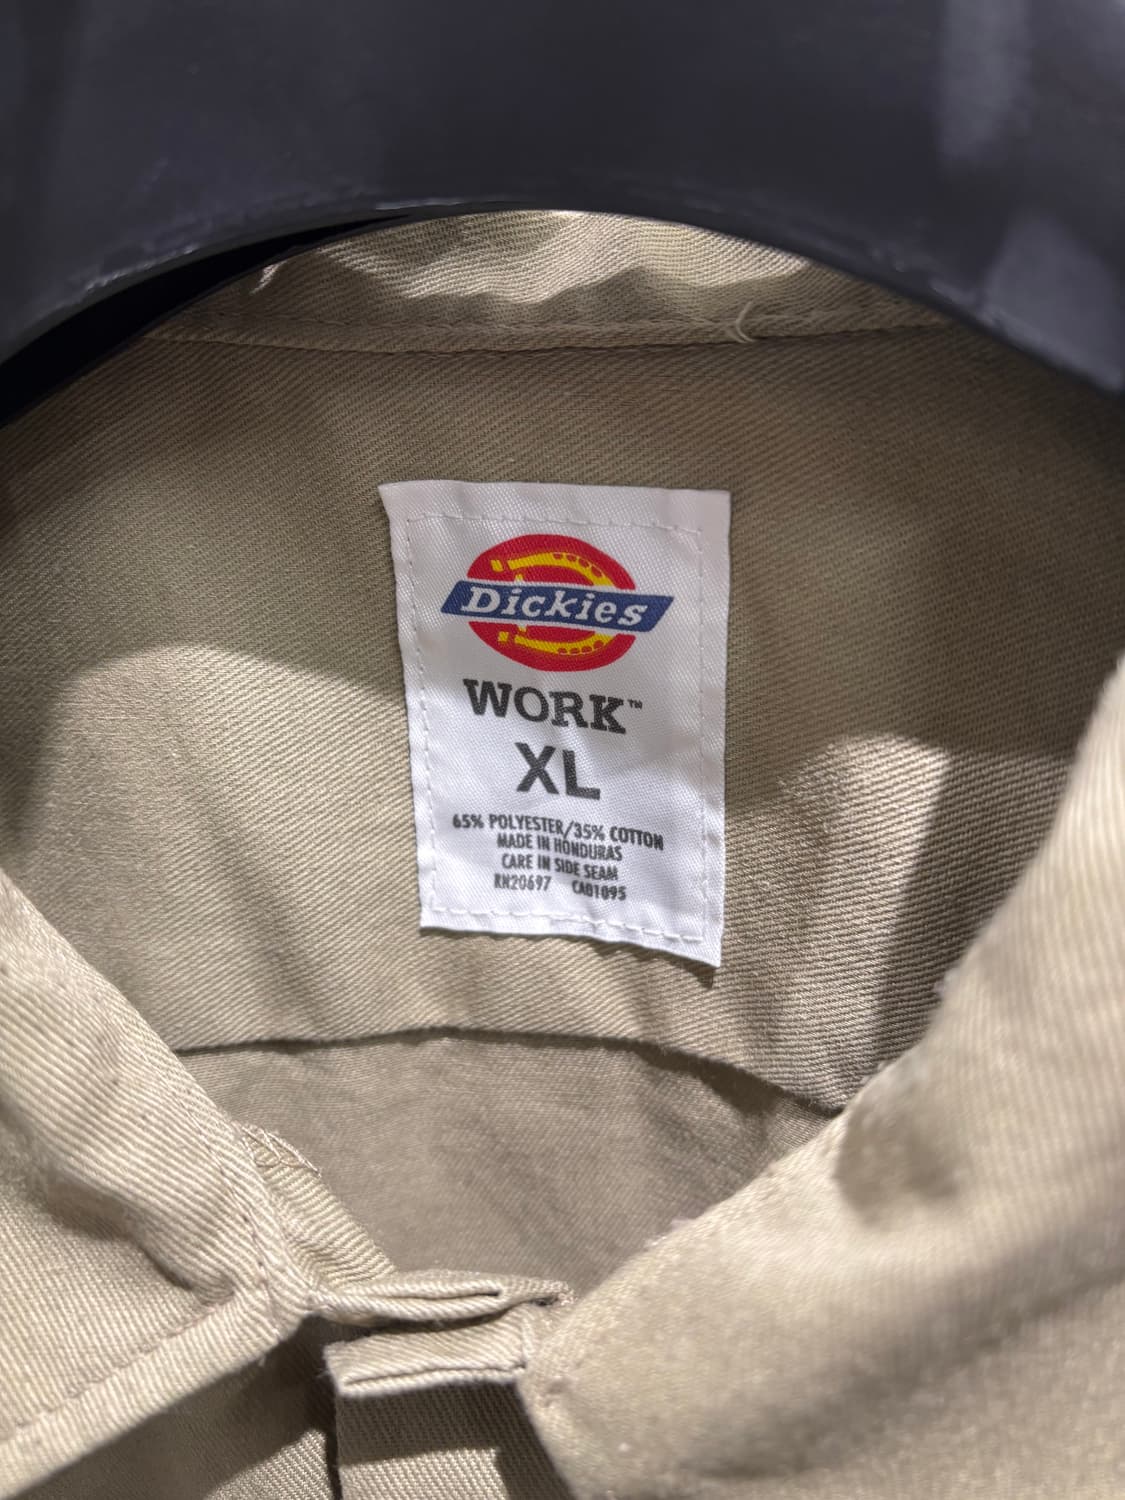 Dickies
WORK™
XL
65% POLYESTER/35% COTTON
MADE IN HONDURAS
CARE IN SIDE SEAM
RN20697 CA01095